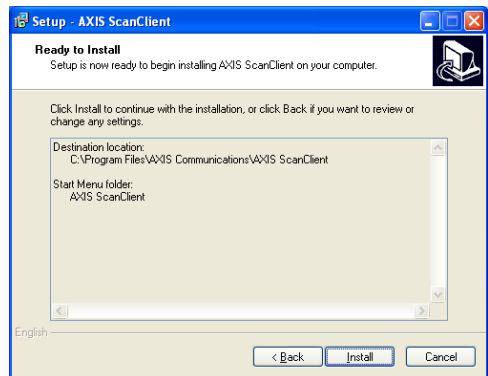 Setup - AXIS ScanClient
Ready to Install
Setup is now ready to begin installing AXIS ScanClient on your computer.
Click Install to continue with the installation, or click Back if you want to review or
change any settings.
Destination location:
C:\Program Files\AXIS Communications\AXIS ScanClient
Start Menu folder:
AXIS ScanClient
English
< Back
Install
Cancel